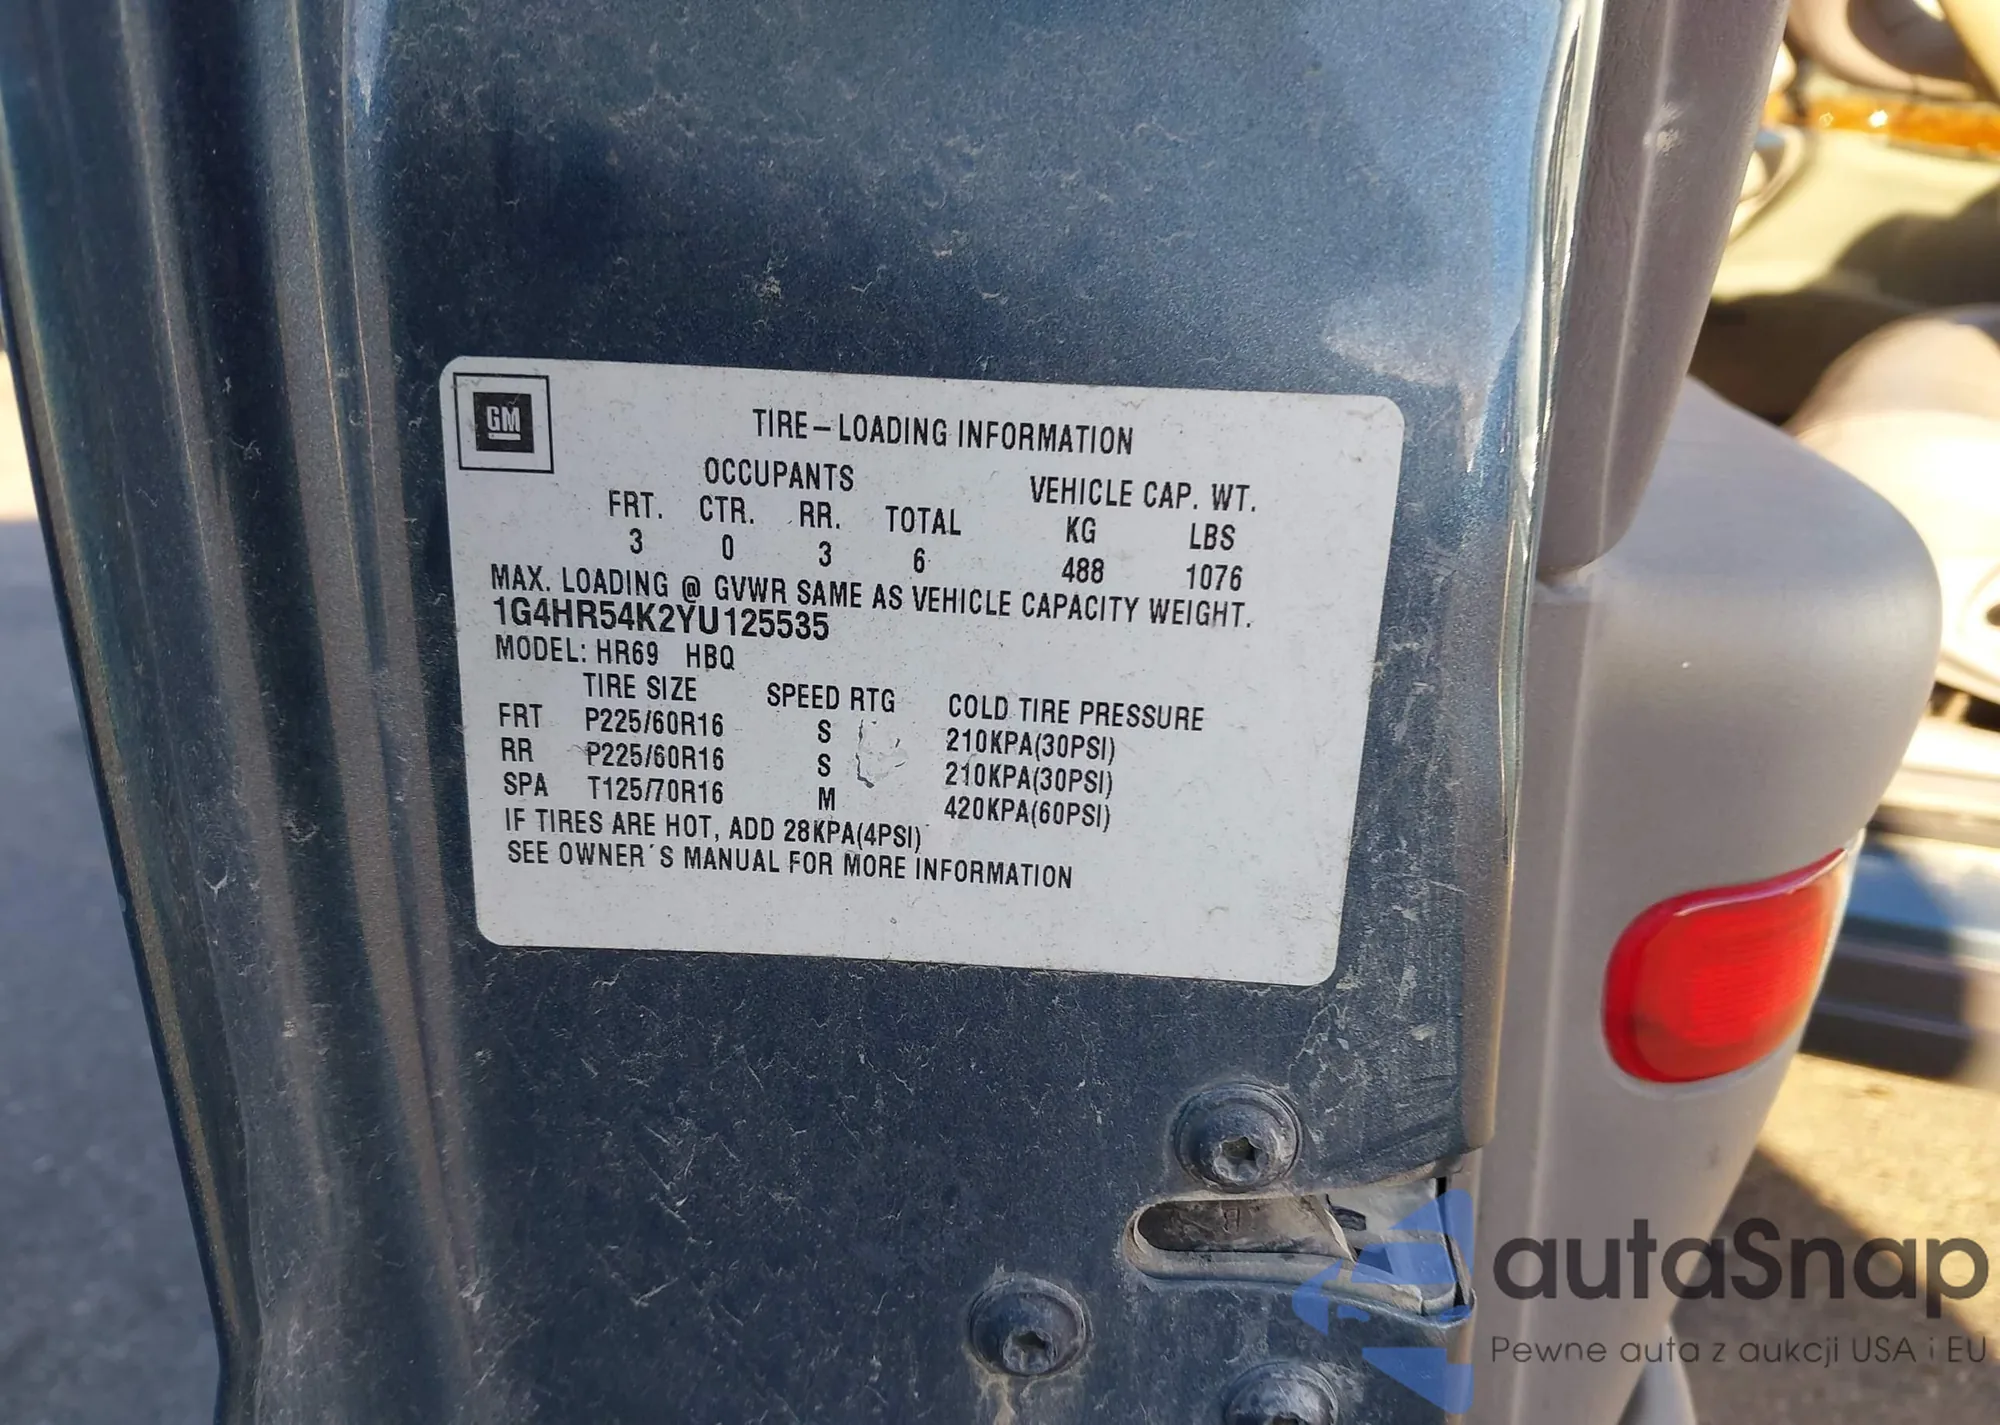 GM
TIRE-LOADING INFORMATION
OCCUPANTS VEHICLE CAP. WT.
FRT. CTR. RR. TOTAL KG LBS
3 0 3 6 488 1076
MAX. LOADING @ GVWR SAME AS VEHICLE CAPACITY WEIGHT.
1G4HR54K2YU125535
MODEL: HR69 HBQ
TIRE SIZE SPEED RTG COLD TIRE PRESSURE
FRT P225/60R16 S 210KPA(30PSI)
RR P225/60R16 S 210KPA(30PSI)
SPA T125/70R16 M 420KPA(60PSI)
IF TIRES ARE HOT, ADD 28KPA(4PSI)
SEE OWNER´S MANUAL FOR MORE INFORMATION
autaSnap
Pewne auta z aukcji USA i EU